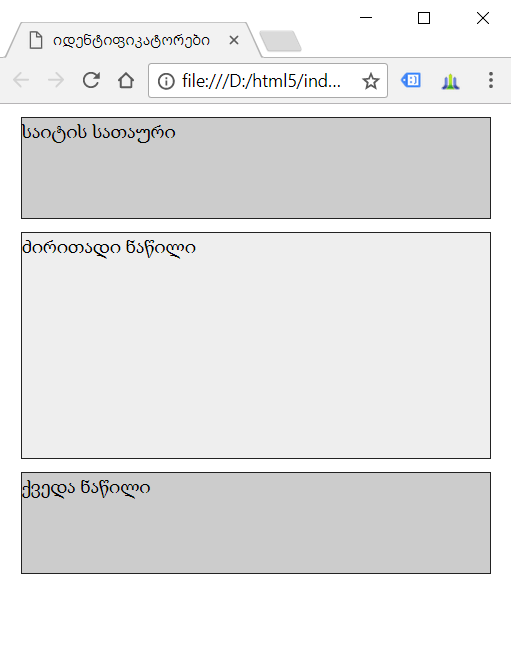 იდენტიფიკატორები
file:///D:/html5/ind...
საიტის სათაური
ძირითადი ნაწილი
ქვედა ნაწილი